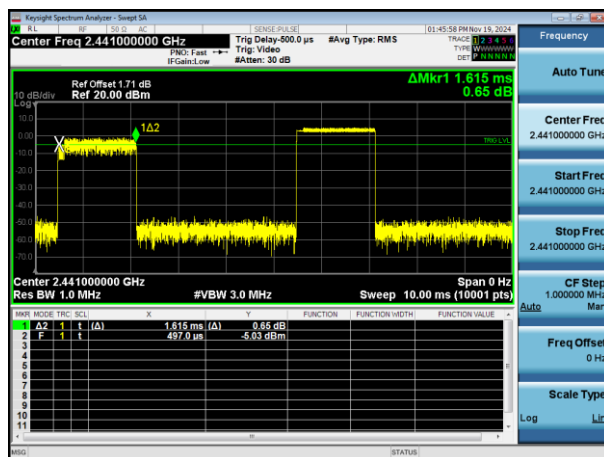 Keysight Spectrum Analyzer - Swept SA
RL RF 50 Ω AC SENSE:PULSE 01:45:58 PM Nov 19, 2024
Center Freq 2.441000000 GHz
PNO: Fast
IFGain:Low
Trig Delay-500.0 µs
Trig: Video
#Atten: 30 dB
#Avg Type: RMS
TRACE 1 2 3 4 5 6
TYPE WWWWWW
DET P NNNNN
Ref Offset 1.71 dB
Ref 20.00 dBm
10 dB/div
Log
ΔMkr1 1.615 ms
0.65 dB
10.0
0.00
-10.0
-20.0
-30.0
-40.0
-50.0
-60.0
-70.0
1Δ2
TRIG LVL
Center 2.441000000 GHz
Span 0 Hz
Res BW 1.0 MHz
#VBW 3.0 MHz
Sweep 10.00 ms (10001 pts)
MKR MODE TRC SCL X Y FUNCTION FUNCTION WIDTH FUNCTION VALUE
1 Δ2 1 t (Δ) 1.615 ms (Δ) 0.65 dB
2 F 1 t 497.0 µs -5.03 dBm
3
4
5
6
7
8
9
10
11
MSG STATUS
Frequency
Auto Tune
Center Freq
2.441000000 GHz
Start Freq
2.441000000 GHz
Stop Freq
2.441000000 GHz
CF Step
1.000000 MHz
Auto Man
Freq Offset
0 Hz
Scale Type
Log Lin